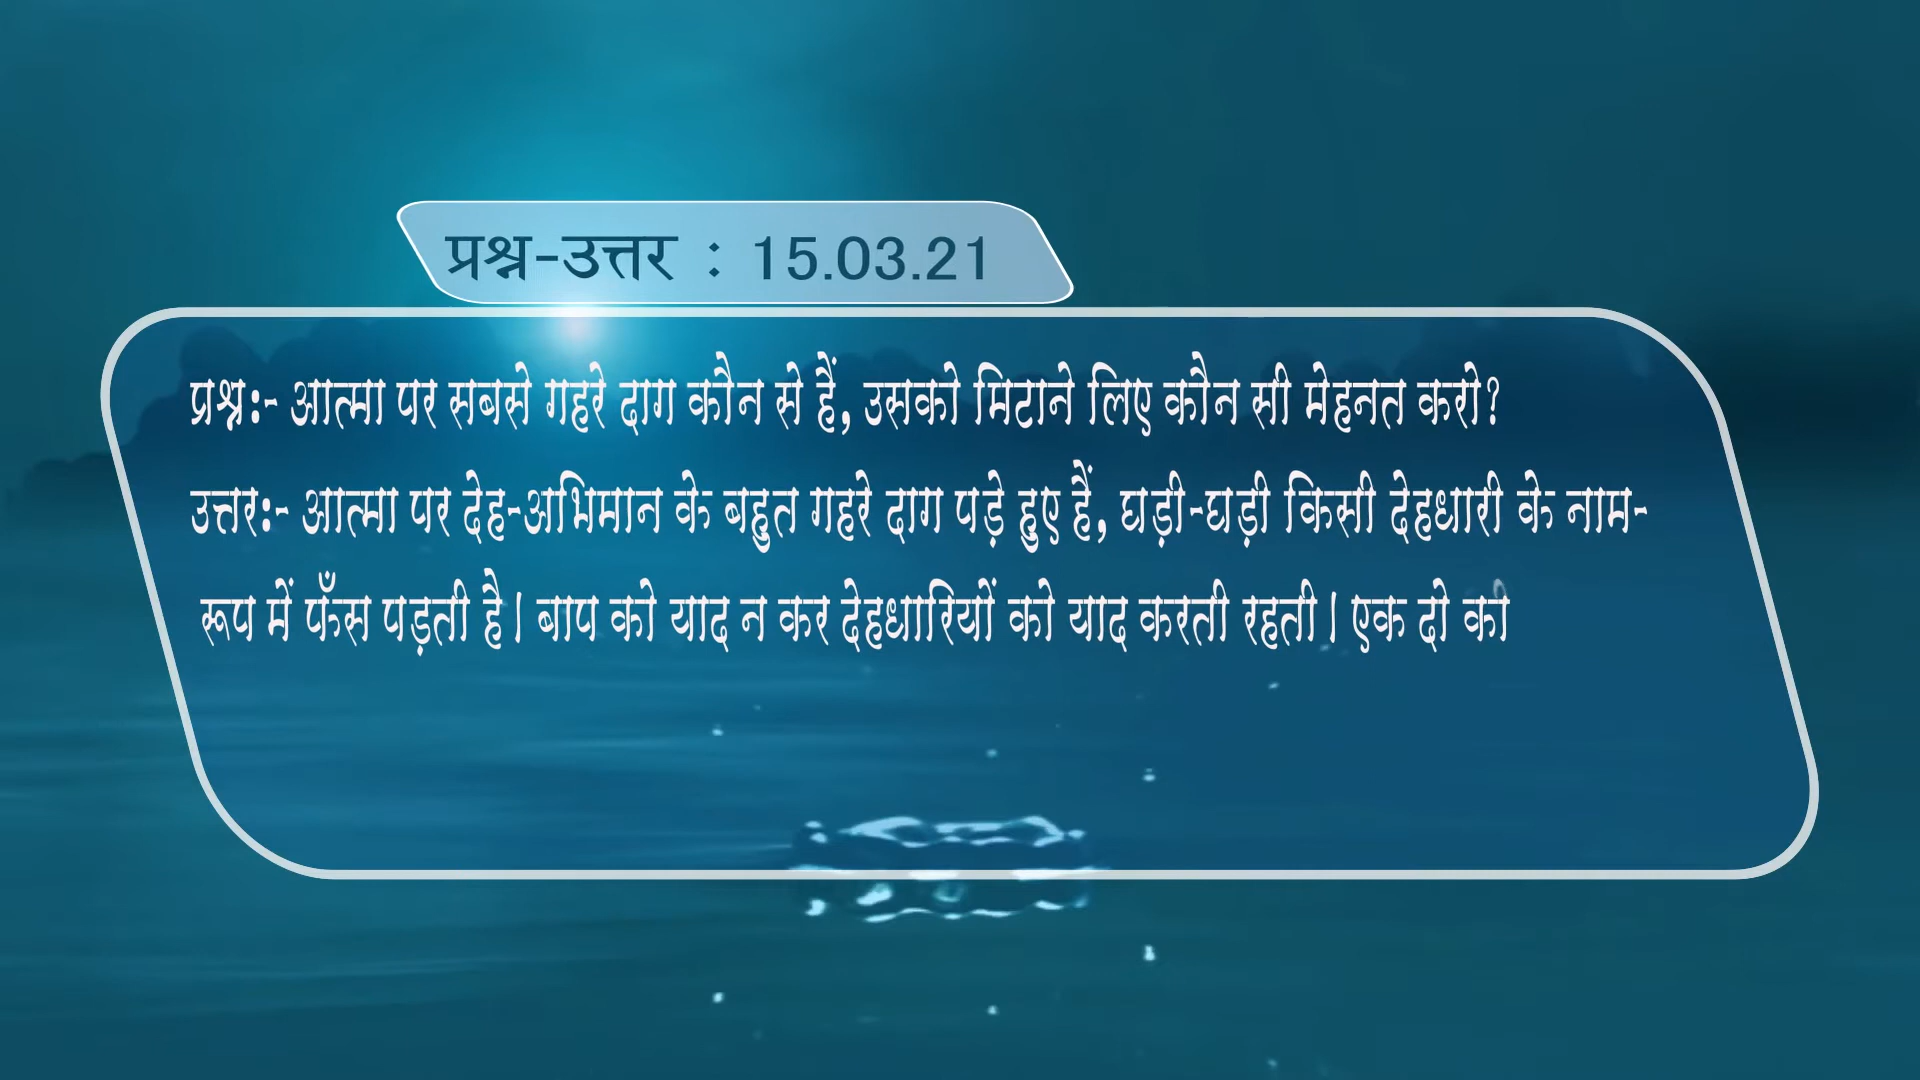 प्रश्न-उत्तर : 15.03.21
प्रश्न:- आत्मा पर सबसे गहरे दाग कौन से हैं, उसको मिटाने लिए कौन सी मेहनत करो?
उत्तर:- आत्मा पर देह-अभिमान के बहुत गहरे दाग पड़े हुए हैं, घड़ी-घड़ी किसी देहधारी के नाम-
रूप में फँस पड़ती है। बाप को याद न कर देहधारियों को याद करती रहती। एक दो